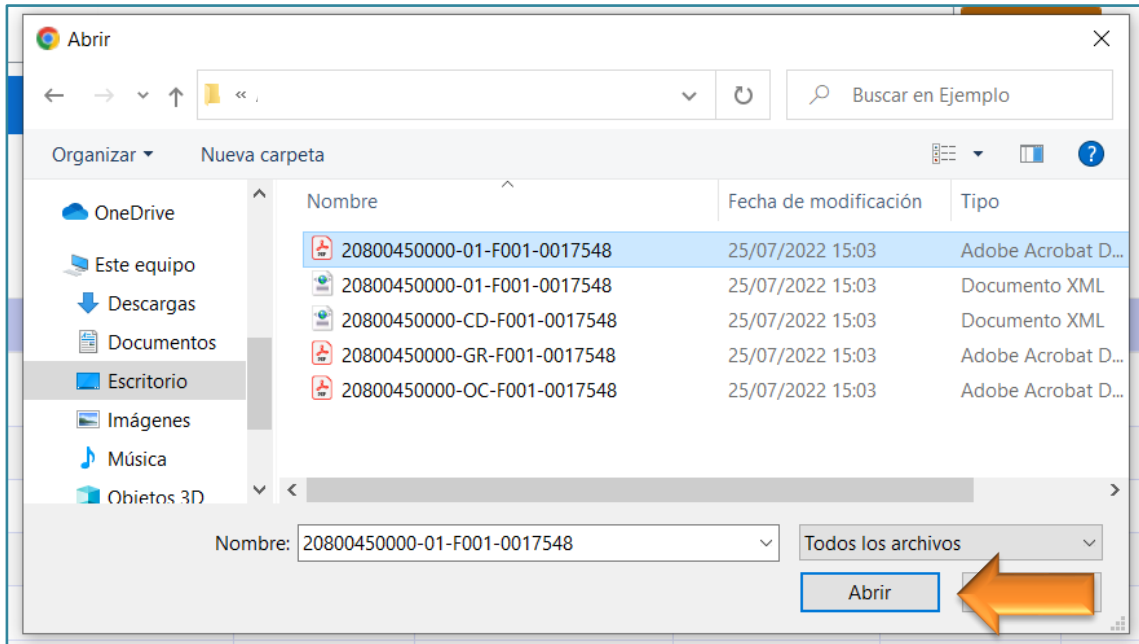 Abrir
«
Buscar en Ejemplo
Organizar
Nueva carpeta
?
OneDrive
Este equipo
Descargas
Documentos
Escritorio
Imágenes
Música
Objetos 3D
Nombre Fecha de modificación Tipo
20800450000-01-F001-0017548 25/07/2022 15:03 Adobe Acrobat D...
20800450000-01-F001-0017548 25/07/2022 15:03 Documento XML
20800450000-CD-F001-0017548 25/07/2022 15:03 Documento XML
20800450000-GR-F001-0017548 25/07/2022 15:03 Adobe Acrobat D...
20800450000-OC-F001-0017548 25/07/2022 15:03 Adobe Acrobat D...
Nombre: 20800450000-01-F001-0017548 Todos los archivos
Abrir